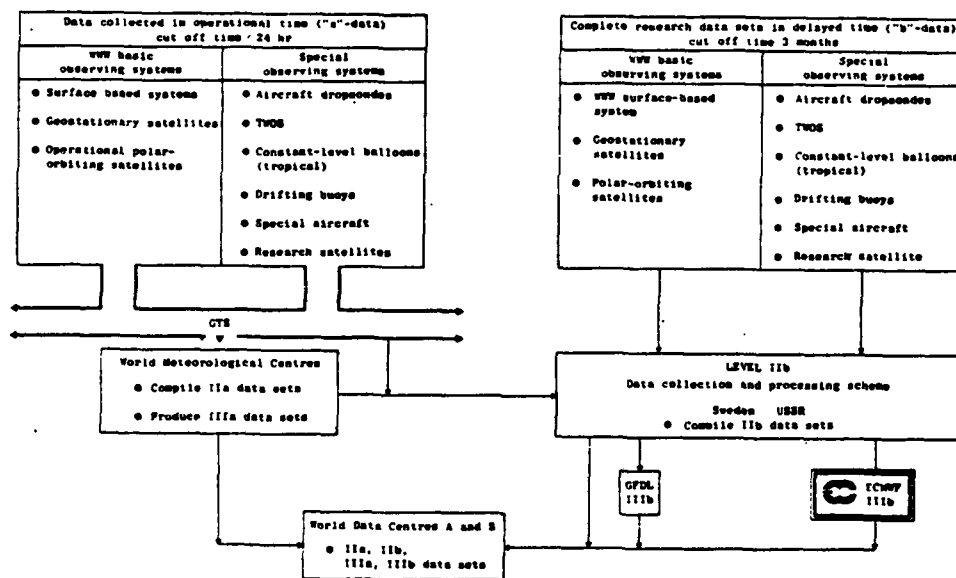 Data collected in operational time ("a"-data)
cut off time 24 hr
WWW basic
observing systems
Special
observing systems
● Surface based systems
● Geostationary satellites
● Operational polar-
orbiting satellites
● Aircraft dropsondes
● TWOS
● Constant-level balloons
(tropical)
● Drifting buoys
● Special aircraft
● Research satellites
Complete research data sets in delayed time ("b"-data)
cut off time 3 months
WWW basic
observing systems
Special
observing systems
● WWW surface-based
system
● Geostationary
satellites
● Polar-orbiting
satellites
● Aircraft dropsondes
● TWOS
● Constant-level balloons
(tropical)
● Drifting buoys
● Special aircraft
● Research satellite
GTS
World Meteorological Centres
● Compile IIa data sets
● Produce IIIa data sets
LEVEL IIb
Data collection and processing scheme
Sweden USSR
● Compile IIb data sets
GFDL
IIIb
ECMWF
IIIb
World Data Centres A and B
● IIa, IIb,
IIIa, IIIb data sets